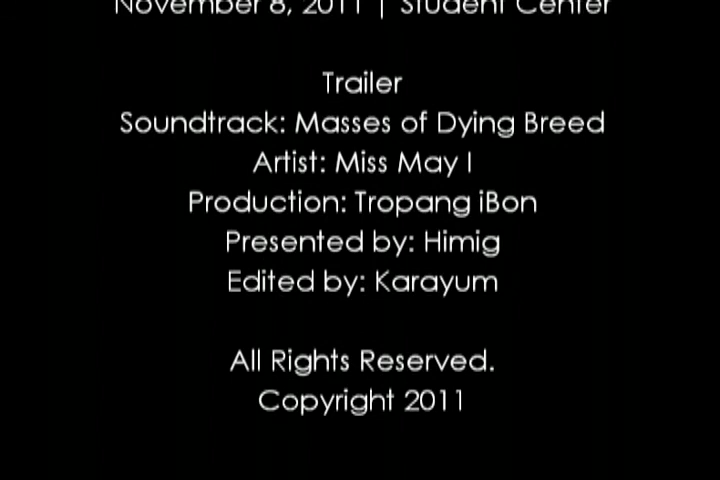 November 8, 2011 | Student Center
Trailer
Soundtrack: Masses of Dying Breed
Artist: Miss May I
Production: Tropang iBon
Presented by: Himig
Edited by: Karayum
All Rights Reserved.
Copyright 2011